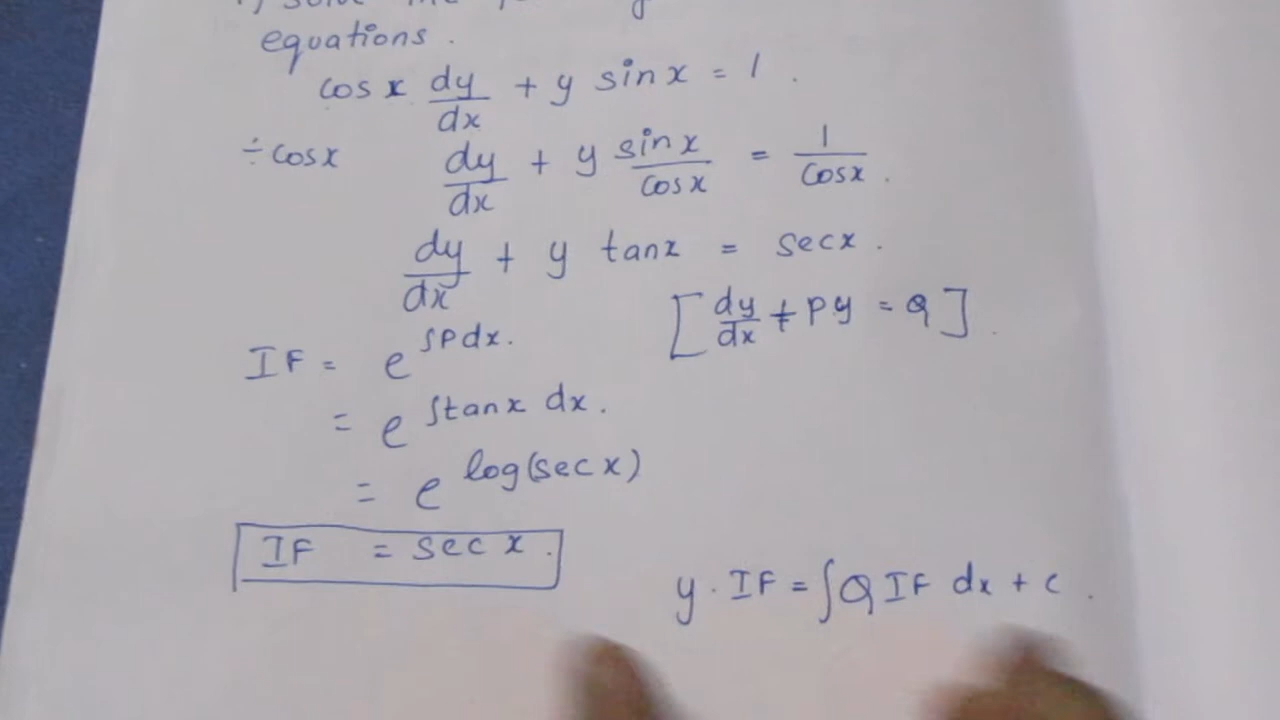 equations.
cos x dy/dx + y sin x = 1.
÷ cos x dy/dx + y sin x/cos x = 1/cos x.
dy/dx + y tan x = sec x.
[dy/dx + py = Q].
IF = e^∫Pdx.
= e^∫tan x dx.
= e^log(sec x)
IF = sec x.
y . IF = ∫Q IF dx + c.